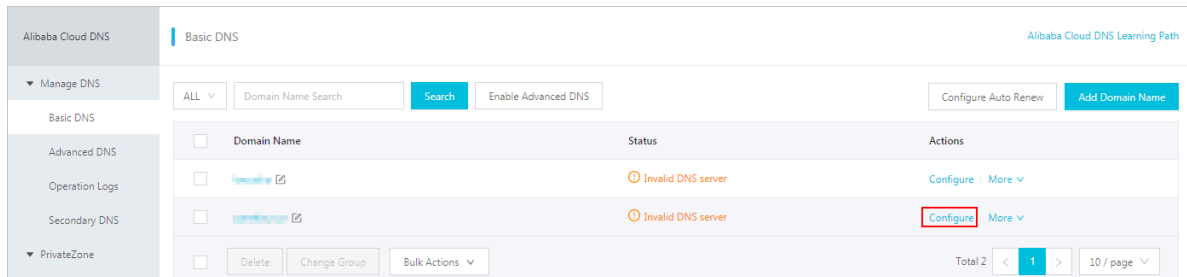 Alibaba Cloud DNS
Basic DNS
Alibaba Cloud DNS Learning Path
Manage DNS
ALL
Domain Name Search
Search
Enable Advanced DNS
Configure Auto Renew
Add Domain Name
Basic DNS
Domain Name
Status
Actions
Advanced DNS
Invalid DNS server
Configure
More
Operation Logs
Invalid DNS server
Configure
More
Secondary DNS
PrivateZone
Delete
Change Group
Bulk Actions
Total 2
<
1
>
10 / page